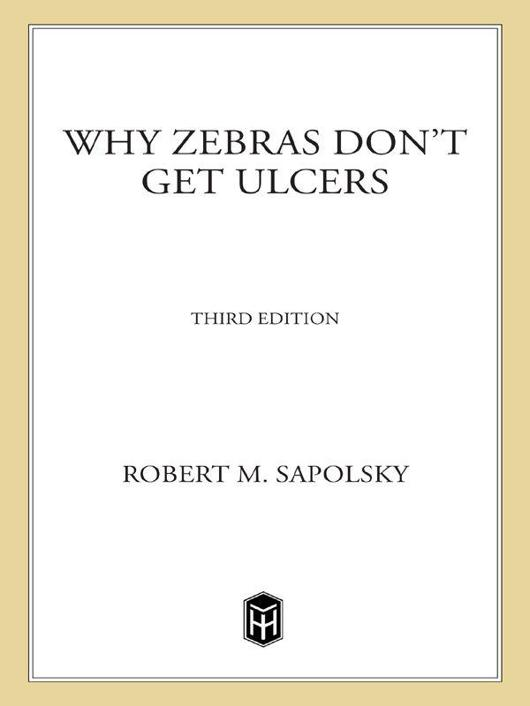 WHY ZEBRAS DON'T
GET ULCERS
THIRD EDITION
ROBERT M. SAPOLSKY